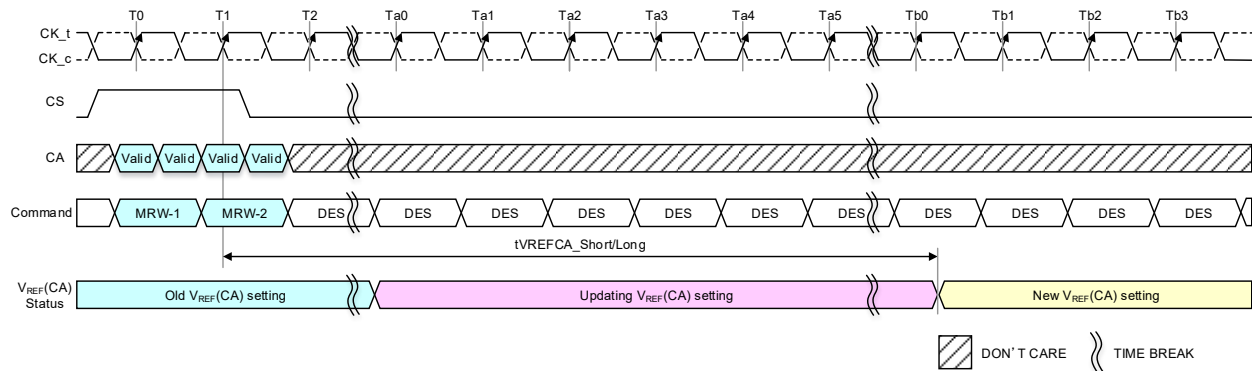 T0 T1 T2 Ta0 Ta1 Ta2 Ta3 Ta4 Ta5 Tb0 Tb1 Tb2 Tb3
CK_t
CK_c
CS
CA Valid Valid Valid Valid
Command MRW-1 MRW-2 DES DES DES DES DES DES DES DES DES DES DES
tVREFCA_Short/Long
VREF(CA)
Status
Old VREF(CA) setting Updating VREF(CA) setting New VREF(CA) setting
DON'T CARE TIME BREAK